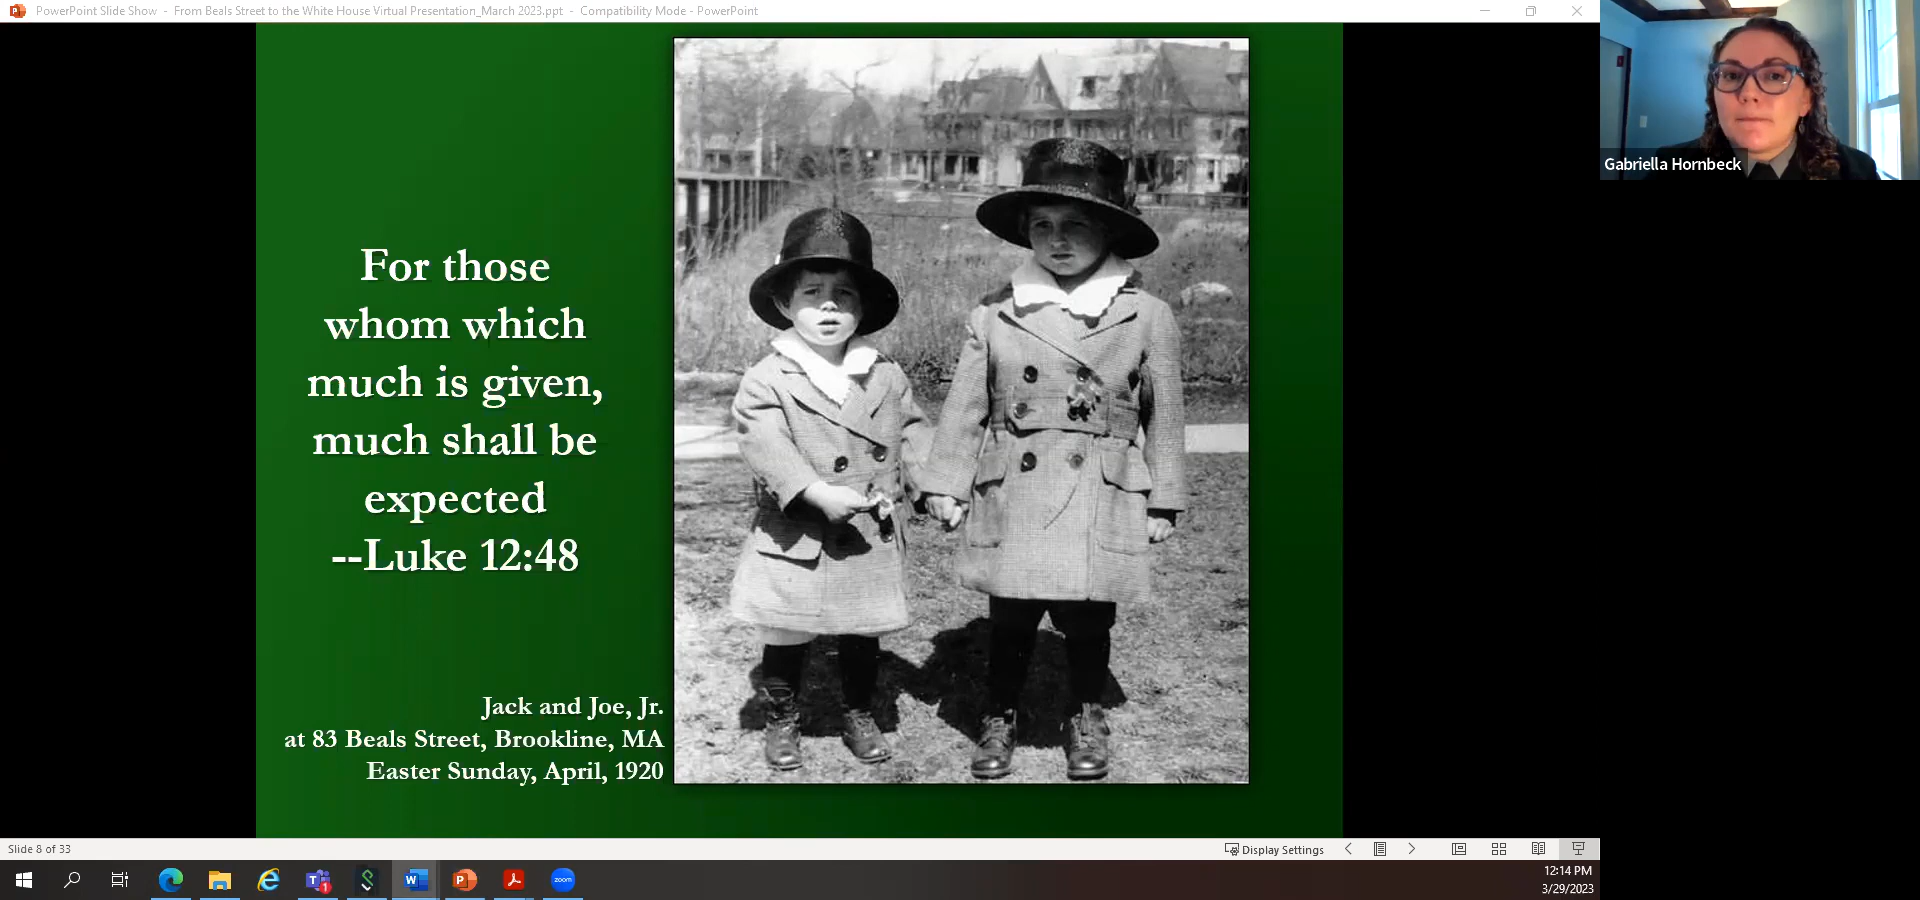 PowerPoint Slide Show - From Beals Street to the White House Virtual Presentation_March 2023.ppt - Compatibility Mode - PowerPoint
Gabriella Hornbeck
For those
whom which
much is given,
much shall be
expected
--Luke 12:48
Jack and Joe, Jr.
at 83 Beals Street, Brookline, MA
Easter Sunday, April, 1920
Slide 8 of 33
Display Settings
1
zoom
12:14 PM
3/29/2023